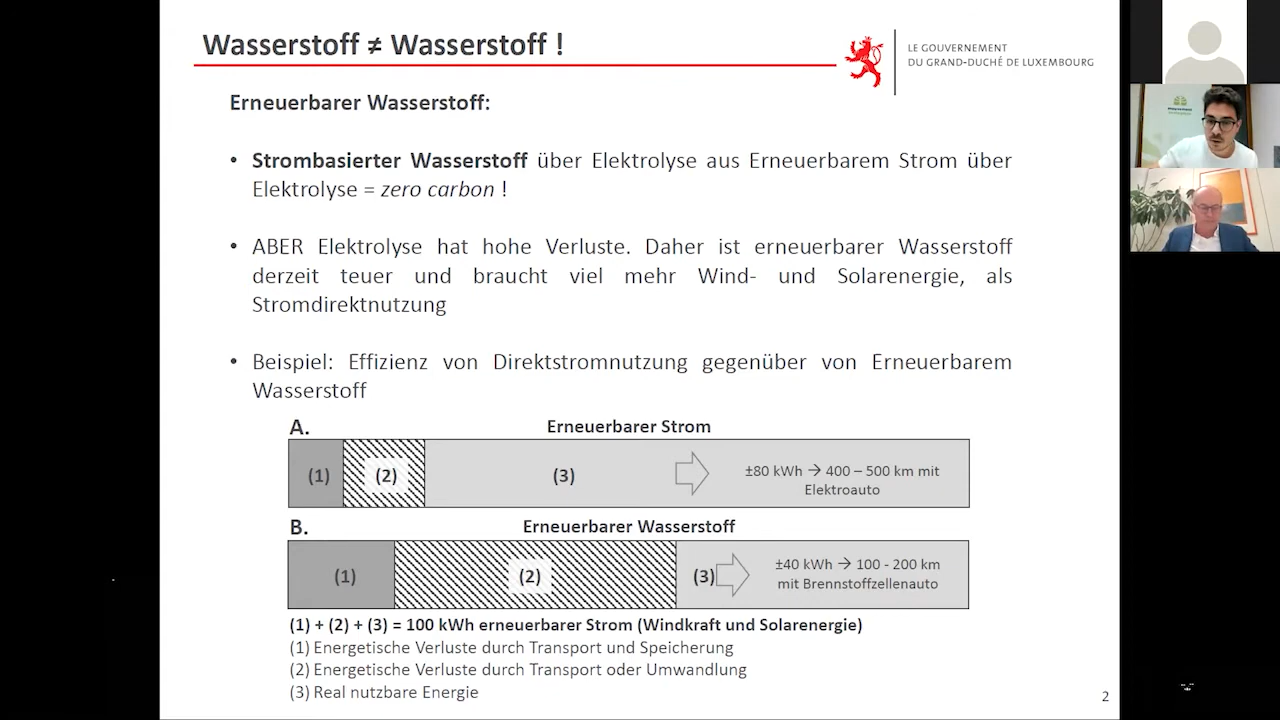 Wasserstoff ≠ Wasserstoff !
LE GOUVERNEMENT
DU GRAND-DUCHÉ DE LUXEMBOURG
Erneuerbarer Wasserstoff:
• Strombasierter Wasserstoff über Elektrolyse aus Erneuerbarem Strom über
Elektrolyse = zero carbon !
• ABER Elektrolyse hat hohe Verluste. Daher ist erneuerbarer Wasserstoff
derzeit teuer und braucht viel mehr Wind- und Solarenergie, als
Stromdirektnutzung
• Beispiel: Effizienz von Direktstromnutzung gegenüber von Erneuerbarem
Wasserstoff
A. Erneuerbarer Strom
(1) (2) (3) ±80 kWh → 400 – 500 km mit
Elektroauto
B. Erneuerbarer Wasserstoff
(1) (2) (3) ±40 kWh → 100 - 200 km
mit Brennstoffzellenauto
(1) + (2) + (3) = 100 kWh erneuerbarer Strom (Windkraft und Solarenergie)
(1) Energetische Verluste durch Transport und Speicherung
(2) Energetische Verluste durch Transport oder Umwandlung
(3) Real nutzbare Energie
2